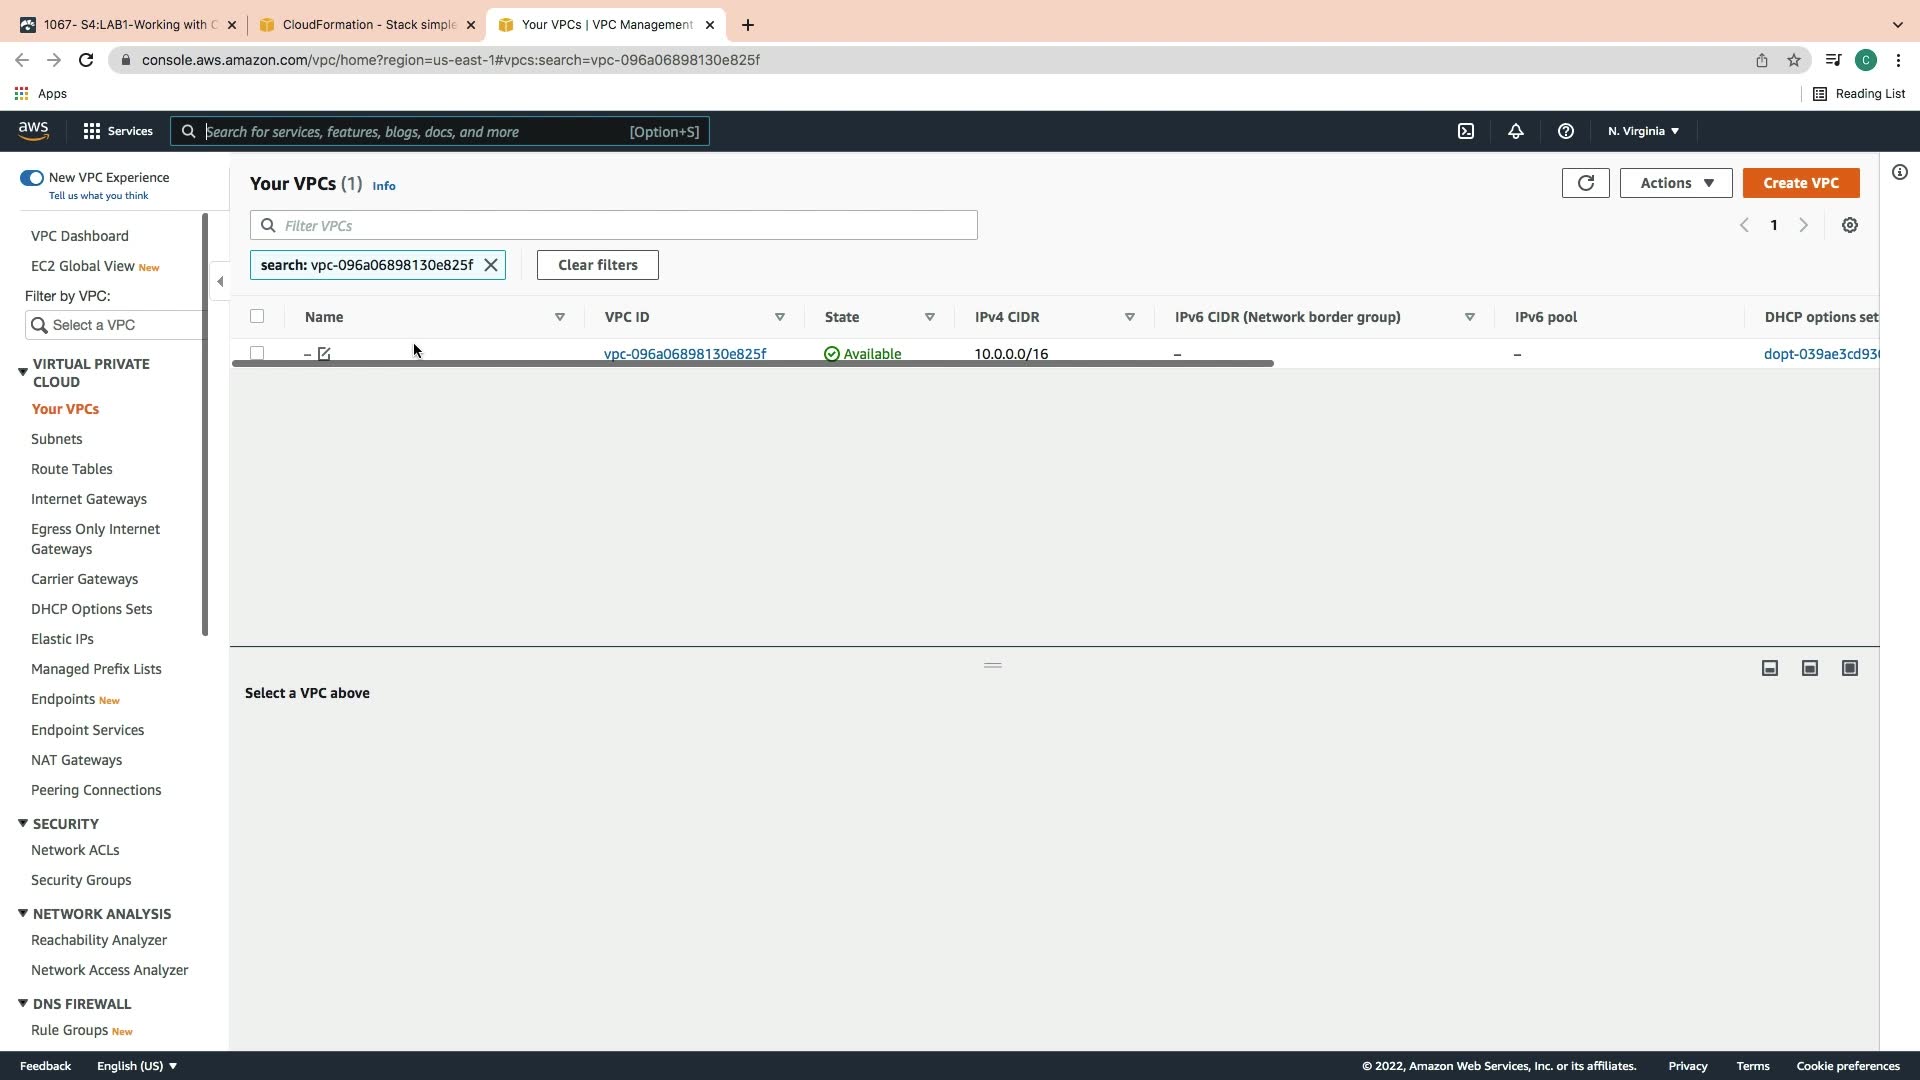 1067- S4:LAB1-Working with C
CloudFormation - Stack simple
Your VPCs | VPC Management
console.aws.amazon.com/vpc/home?region=us-east-1#vpcs:search=vpc-096a06898130e825f
C
Apps
Reading List
aws
Services
Search for services, features, blogs, docs, and more
[Option+S]
N. Virginia
New VPC Experience
Tell us what you think
VPC Dashboard
EC2 Global View New
Filter by VPC:
Select a VPC
VIRTUAL PRIVATE
CLOUD
Your VPCs
Subnets
Route Tables
Internet Gateways
Egress Only Internet
Gateways
Carrier Gateways
DHCP Options Sets
Elastic IPs
Managed Prefix Lists
Endpoints New
Endpoint Services
NAT Gateways
Peering Connections
SECURITY
Network ACLs
Security Groups
NETWORK ANALYSIS
Reachability Analyzer
Network Access Analyzer
DNS FIREWALL
Rule Groups New
Your VPCs (1) Info
Actions
Create VPC
Filter VPCs
1
search: vpc-096a06898130e825f
Clear filters
Name VPC ID State IPv4 CIDR IPv6 CIDR (Network border group) IPv6 pool DHCP options set
– vpc-096a06898130e825f Available 10.0.0.0/16 – – dopt-039ae3cd930
Select a VPC above
Feedback English (US) © 2022, Amazon Web Services, Inc. or its affiliates. Privacy Terms Cookie preferences